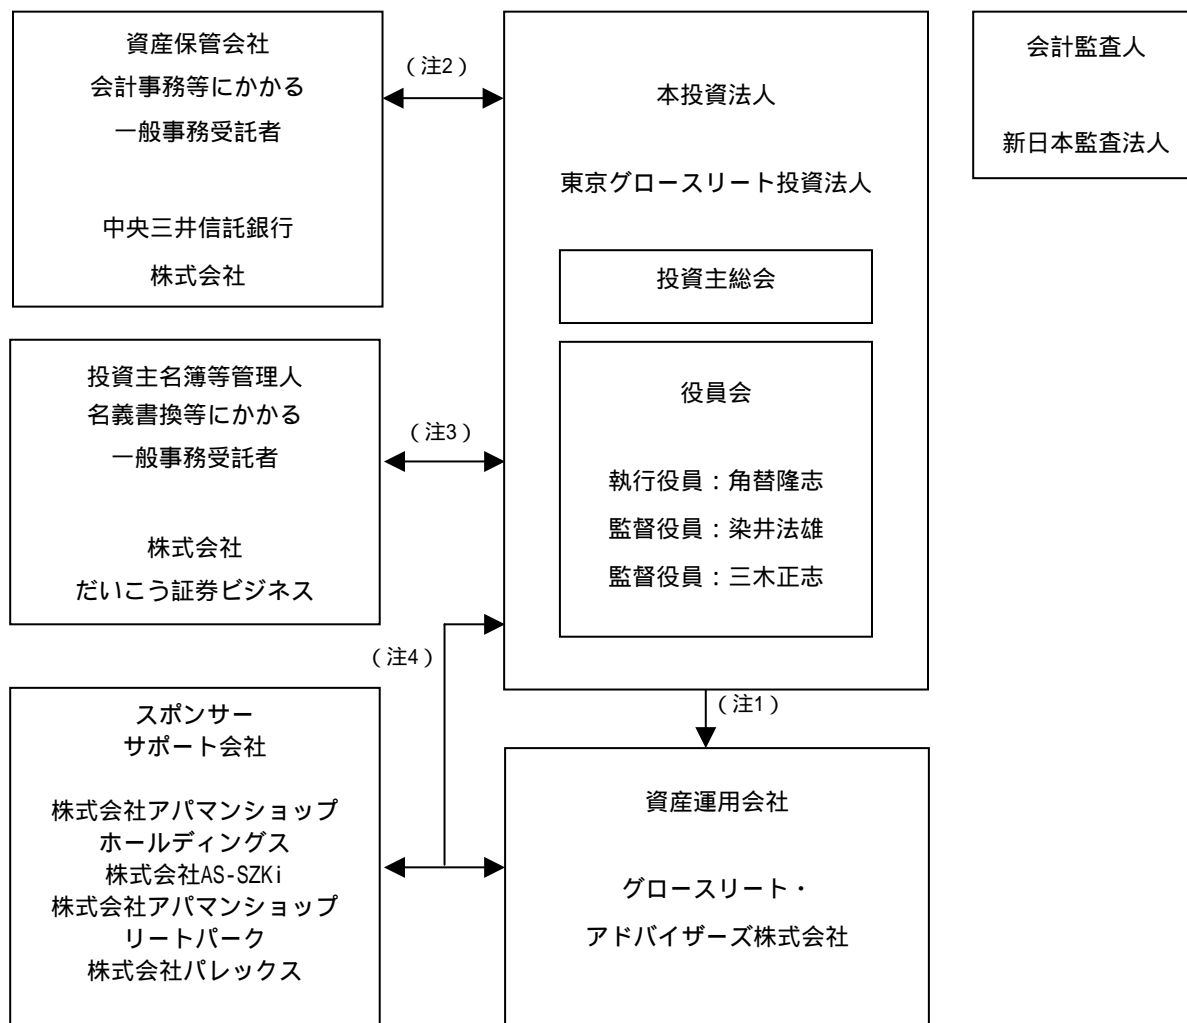 資産保管会社
会計事務等にかかる
一般事務受託者
中央三井信託銀行
株式会社
（注2）
本投資法人
東京グロースリート投資法人
投資主総会
役員会
執行役員：角替隆志
監督役員：染井法雄
監督役員：三木正志
会計監査人
新日本監査法人
投資主名簿等管理人
名義書換等にかかる
一般事務受託者
株式会社
だいこう証券ビジネス
（注3）
（注4）
（注1）
スポンサー
サポート会社
株式会社アパマンショップ
ホールディングス
株式会社AS-SZKi
株式会社アパマンショップ
リートパーク
株式会社パレックス
資産運用会社
グロースリート・
アドバイザーズ株式会社